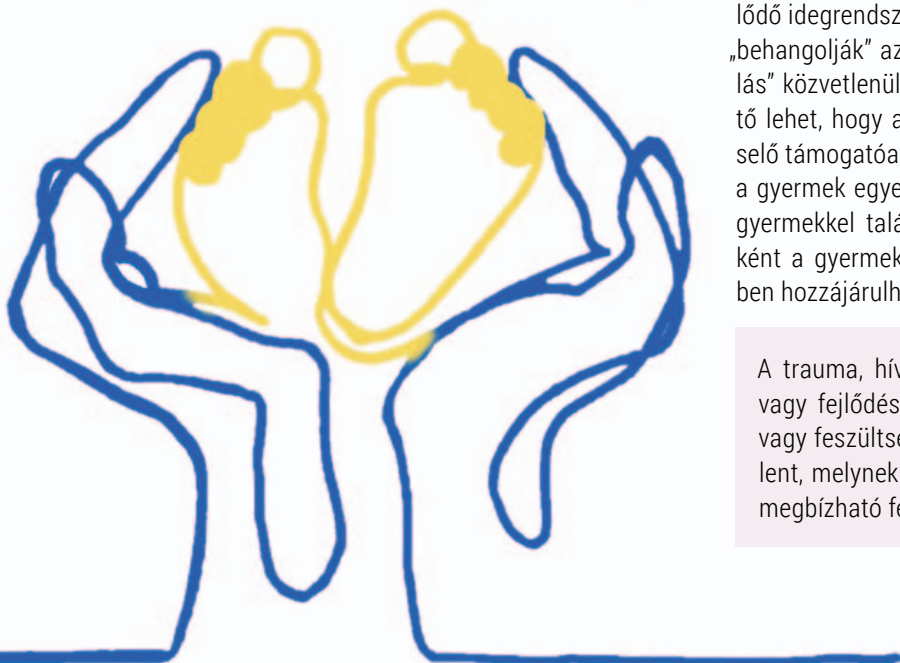 lődő idegrendsz
„behangolják” az
lás” közvetlenül
tő lehet, hogy a
selő támogatóa
a gyermek egye
gyermekkel talá
ként a gyermek
ben hozzájárulh
A trauma, hív
vagy fejlődés
vagy feszültse
lent, melynek
megbízható fe